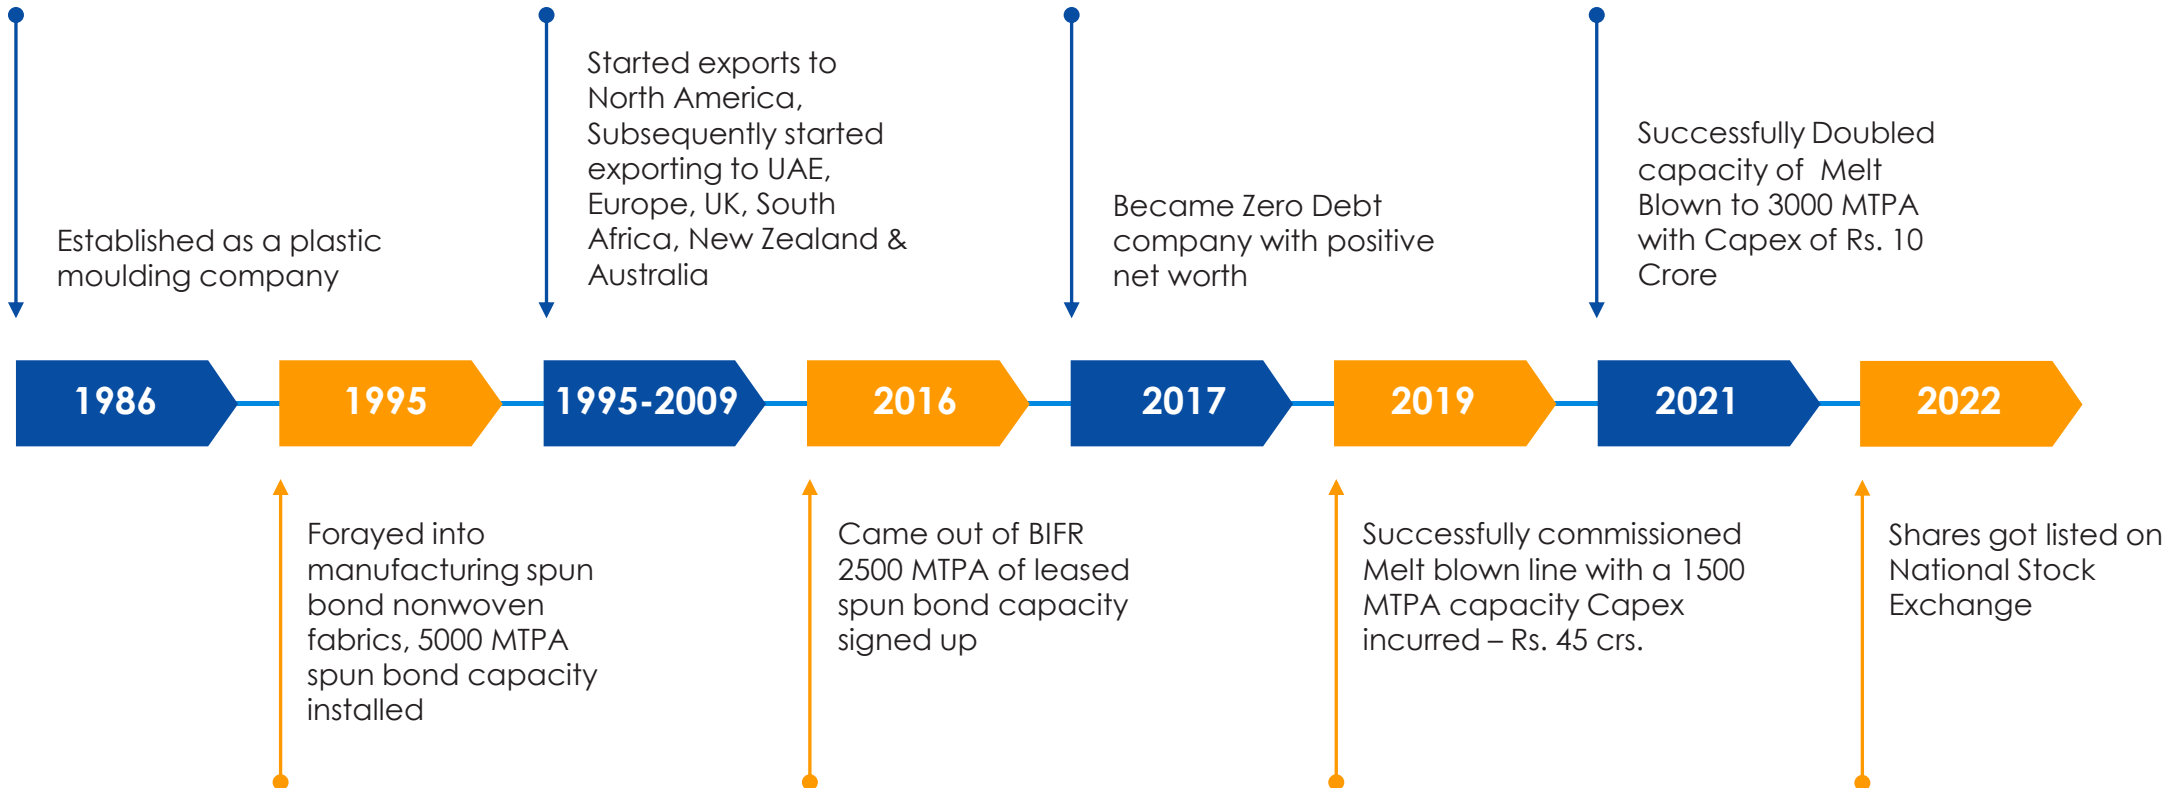 Started exports to
North America,
Subsequently started
exporting to UAE,
Europe, UK, South
Africa, New Zealand &
Australia
Successfully Doubled
capacity of Melt
Blown to 3000 MTPA
with Capex of Rs. 10
Crore
Became Zero Debt
company with positive
net worth
Established as a plastic
moulding company
1986
1995
1995-2009
2016
2017
2019
2021
2022
Forayed into
manufacturing spun
bond nonwoven
fabrics, 5000 MTPA
spun bond capacity
installed
Came out of BIFR
2500 MTPA of leased
spun bond capacity
signed up
Successfully commissioned
Melt blown line with a 1500
MTPA capacity Capex
incurred – Rs. 45 crs.
Shares got listed on
National Stock
Exchange